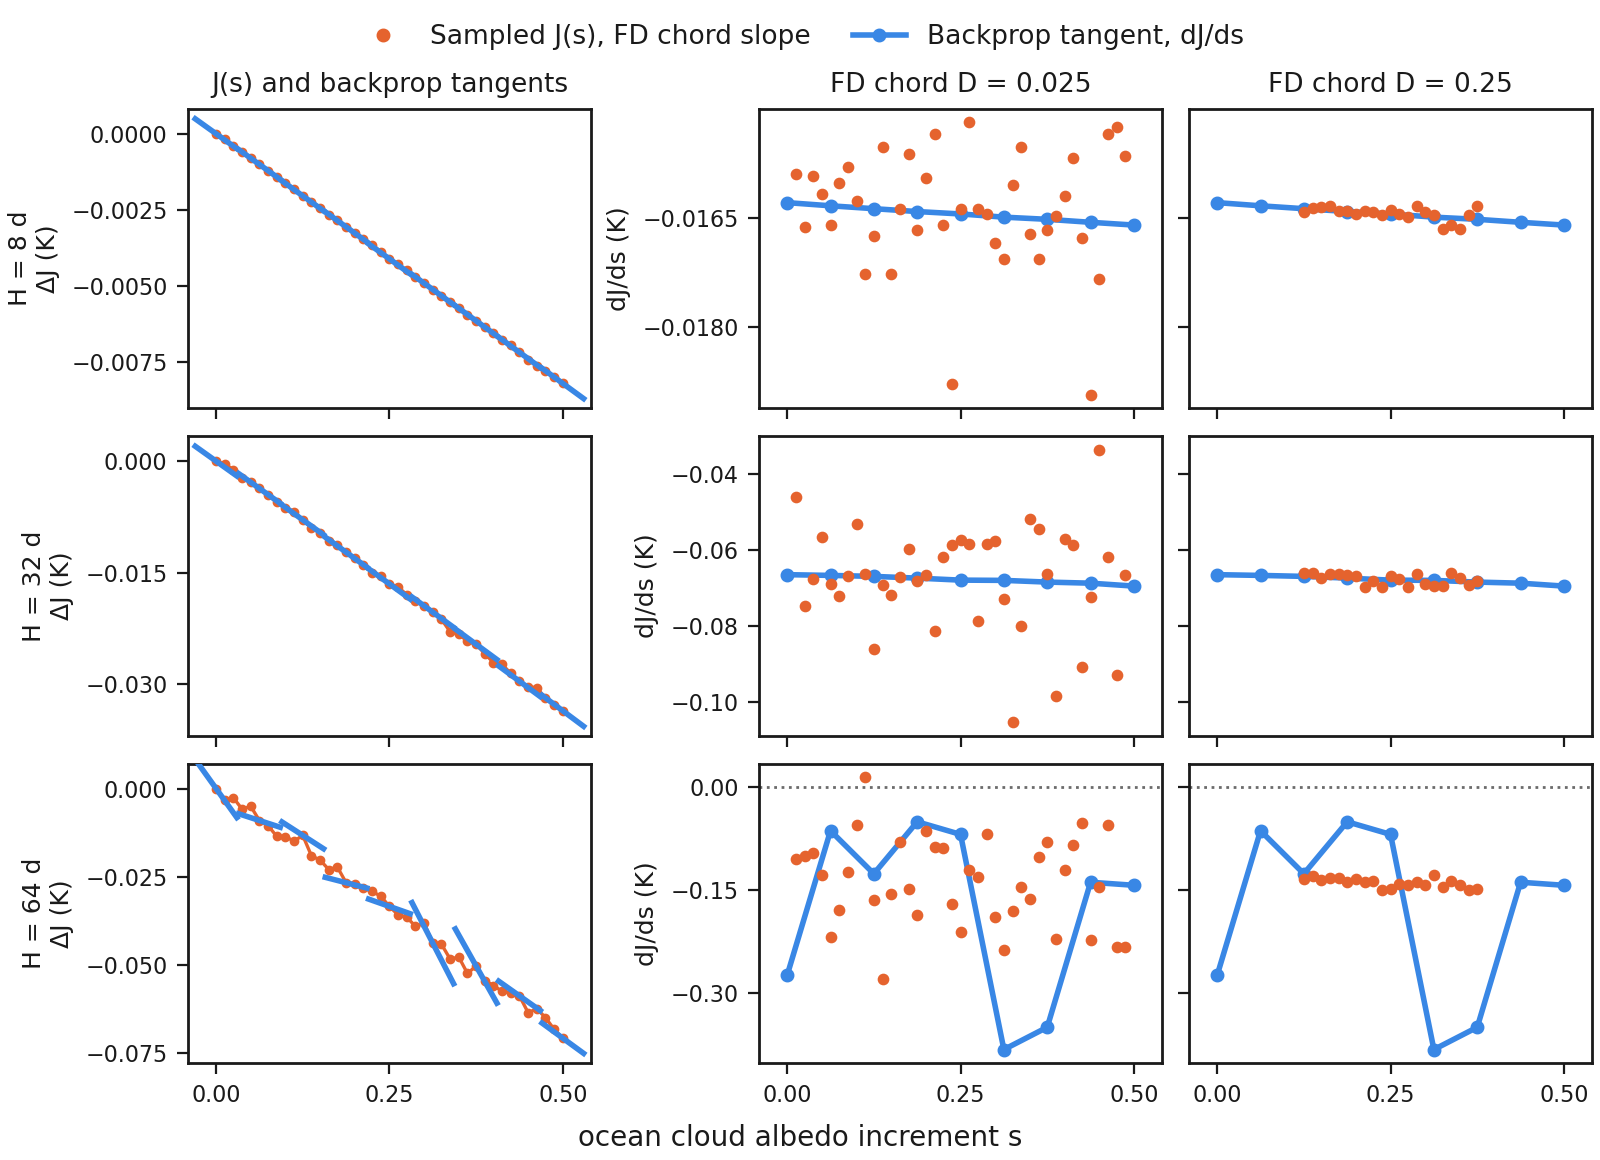 Sampled J(s), FD chord slope
Backprop tangent, dJ/ds
J(s) and backprop tangents
FD chord D = 0.025
FD chord D = 0.25
H = 8 d
ΔJ (K)
0.0000
−0.0025
−0.0050
−0.0075
dJ/ds (K)
−0.0165
−0.0180
H = 32 d
ΔJ (K)
0.000
−0.015
−0.030
dJ/ds (K)
−0.04
−0.06
−0.08
−0.10
H = 64 d
ΔJ (K)
0.000
−0.025
−0.050
−0.075
dJ/ds (K)
0.00
−0.15
−0.30
0.00 0.25 0.50
0.00 0.25 0.50
0.00 0.25 0.50
ocean cloud albedo increment s